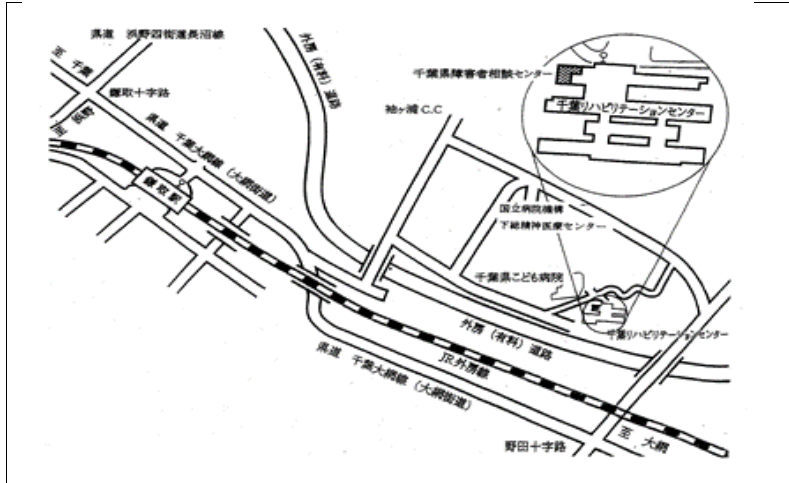 県道 浜野四街道長沼線
至 千葉
鎌取十字路
県道 千葉大網線（大網街道）
鎌取駅
外房（有料）道路
袖ヶ浦C.C
千葉県障害者相談センター
千葉リハビリテーションセンター
国立病院機構
下総精神医療センター
千葉県こども病院
千葉リハビリテーションセンター
外房（有料）道路
JR外房線
県道 千葉大網線（大網街道）
野田十字路
至 大網